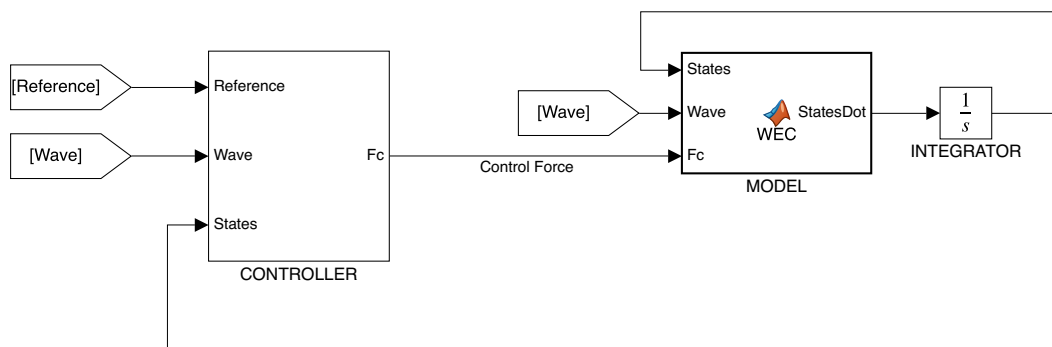 [Reference]
[Wave]
Reference
Wave
States
Fc
CONTROLLER
Control Force
[Wave]
States
Wave
Fc
WEC
StatesDot
MODEL
1
s
INTEGRATOR